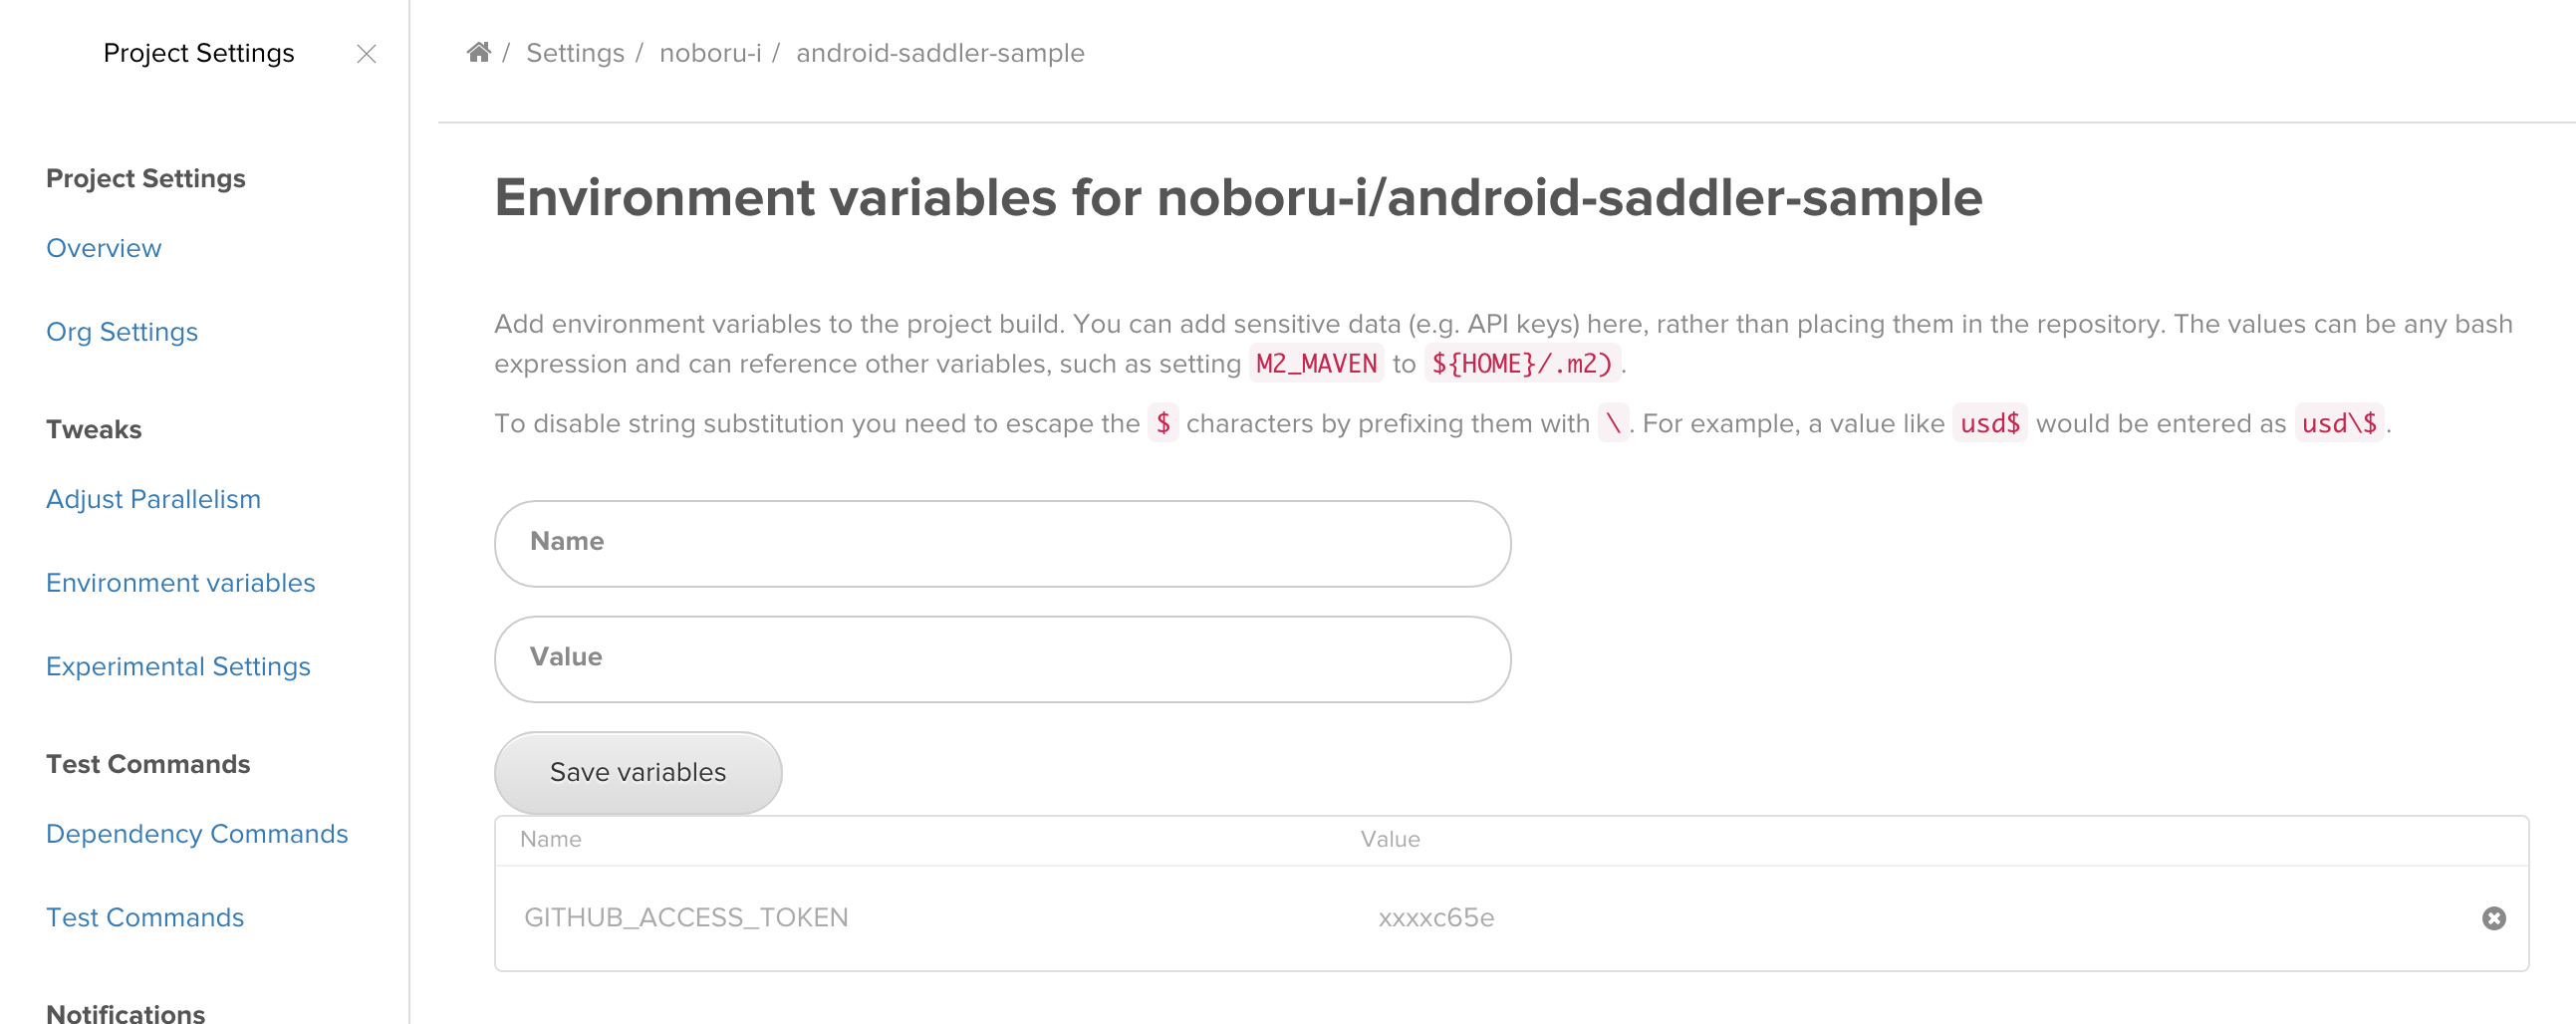 Project Settings
/ Settings / noboru-i / android-saddler-sample
Project Settings
Overview
Org Settings
Tweaks
Adjust Parallelism
Environment variables
Experimental Settings
Test Commands
Dependency Commands
Test Commands
Notifications
Environment variables for noboru-i/android-saddler-sample
Add environment variables to the project build. You can add sensitive data (e.g. API keys) here, rather than placing them in the repository. The values can be any bash
expression and can reference other variables, such as setting M2_MAVEN to ${HOME}/.m2).
To disable string substitution you need to escape the $ characters by prefixing them with \. For example, a value like usd$ would be entered as usd\$.
Name
Value
Save variables
Name Value
GITHUB_ACCESS_TOKEN xxxxc65e